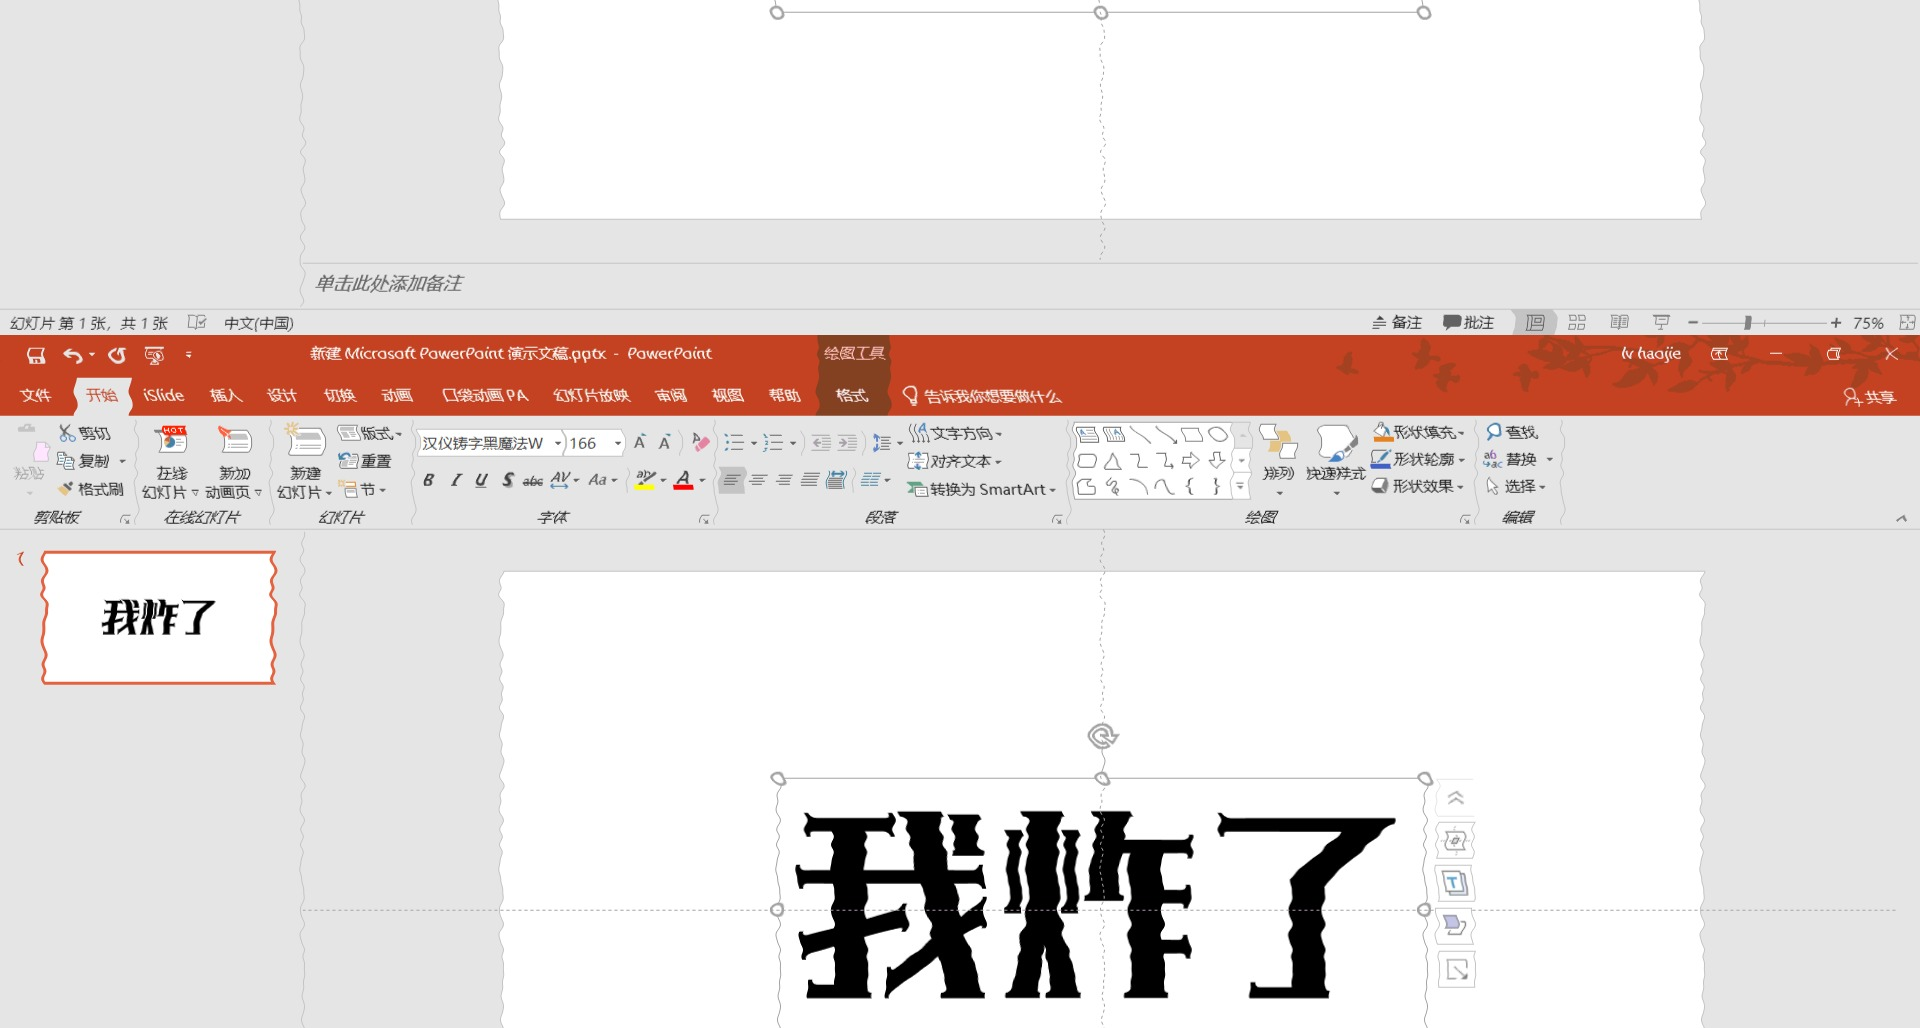 单击此处添加备注
幻灯片 第 1 张，共 1 张 中文(中国) 备注 批注 75%
新建 Microsoft PowerPoint 演示文稿.pptx - PowerPoint 绘图工具 lv haojie
文件 开始 iSlide 插入 设计 切换 动画 口袋动画 PA 幻灯片放映 审阅 视图 帮助 格式 告诉我你想要做什么 共享
粘贴 剪切 复制 格式刷 剪贴板
HOT 在线 幻灯片 新加 动画页 在线幻灯片
新建 幻灯片 版式 重置 节 幻灯片
汉仪铸字黑魔法W 166 A A
B I U S abc AV Aa aby A 字体
文字方向 对齐文本 转换为 SmartArt 段落
排列 快速样式 形状填充 形状轮廓 形状效果 绘图
查找 ab ac 替换 选择 编辑
1
我炸了
我炸了
T